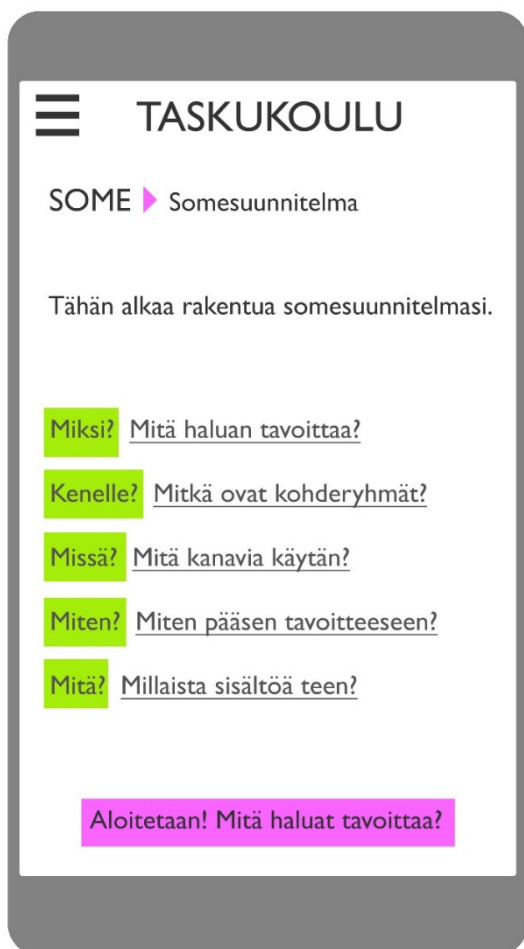 TASKUKOULU
SOME Somesuunnitelma
Tähän alkaa rakentua somesuunnitelmasi.
Miksi? Mitä haluan tavoittaa?
Kenelle? Mitkä ovat kohderyhmät?
Missä? Mitä kanavia käytän?
Miten? Miten pääsen tavoitteeseen?
Mitä? Millaista sisältöä teen?
Aloitetaan! Mitä haluat tavoittaa?